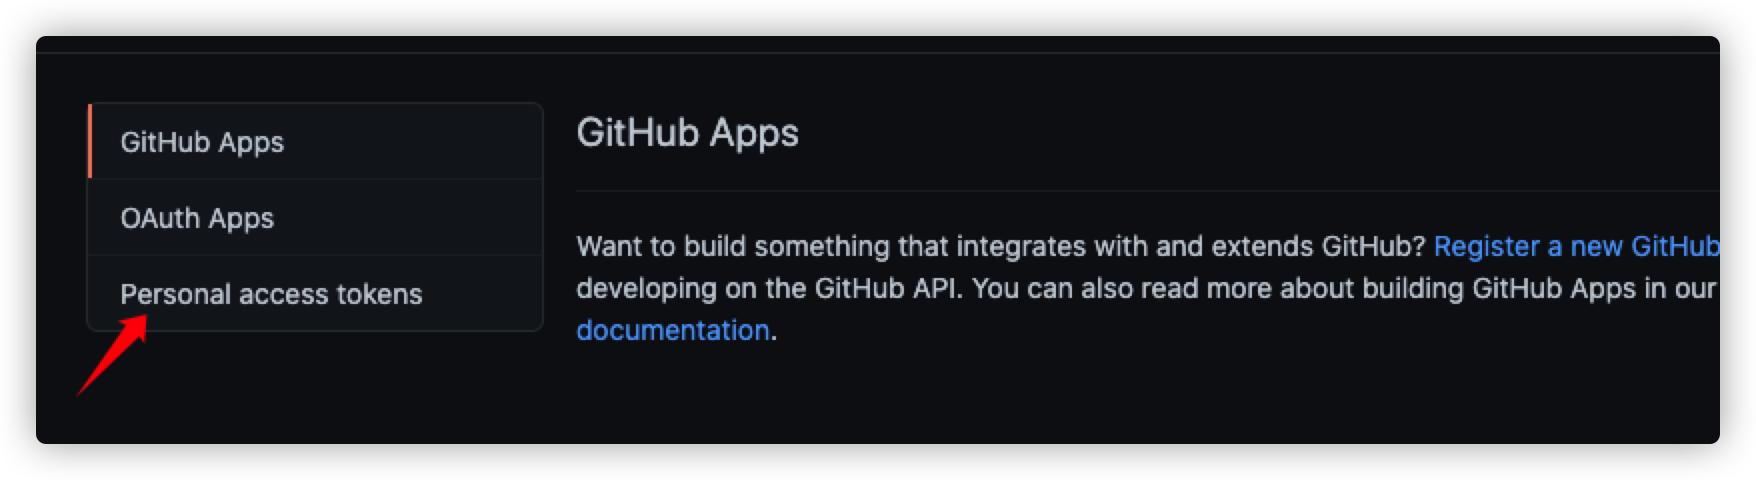 GitHub Apps
OAuth Apps
Personal access tokens
GitHub Apps
Want to build something that integrates with and extends GitHub? Register a new GitHub
developing on the GitHub API. You can also read more about building GitHub Apps in our
documentation.